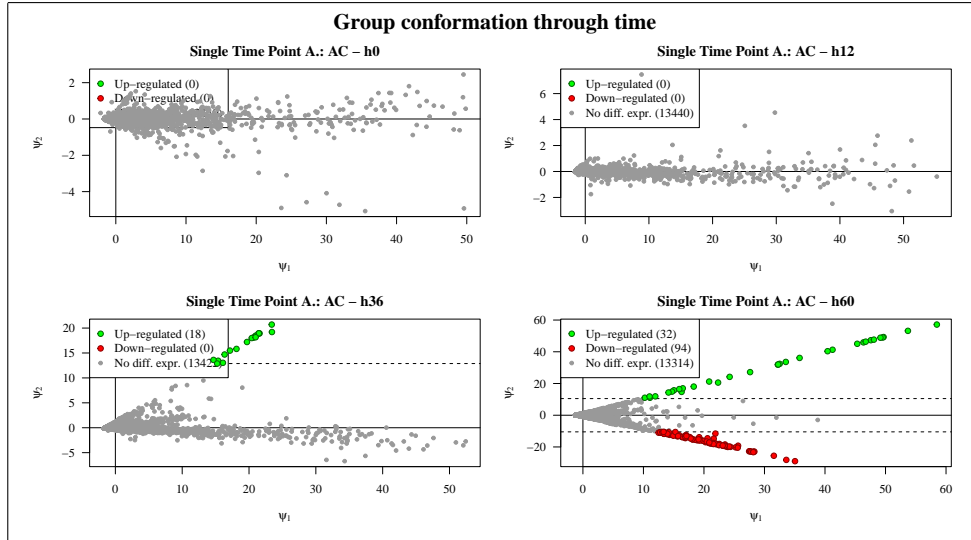 Group conformation through time
Single Time Point A.: AC − h0
Up−regulated (0)
Down−regulated (0)
2
0
−2
−4
ψ2
0 10 20 30 40 50
ψ1
Single Time Point A.: AC − h12
Up−regulated (0)
Down−regulated (0)
No diff. expr. (13440)
6
4
2
0
−2
ψ2
0 10 20 30 40 50
ψ1
Single Time Point A.: AC − h36
Up−regulated (18)
Down−regulated (0)
No diff. expr.
20
15
10
5
0
−5
ψ2
0 10 20 30 40 50
ψ1
Single Time Point A.: AC − h60
Up−regulated (32)
Down−regulated (94)
No diff. expr. (13314)
60
40
20
0
−20
ψ2
0 10 20 30 40 50 60
ψ1